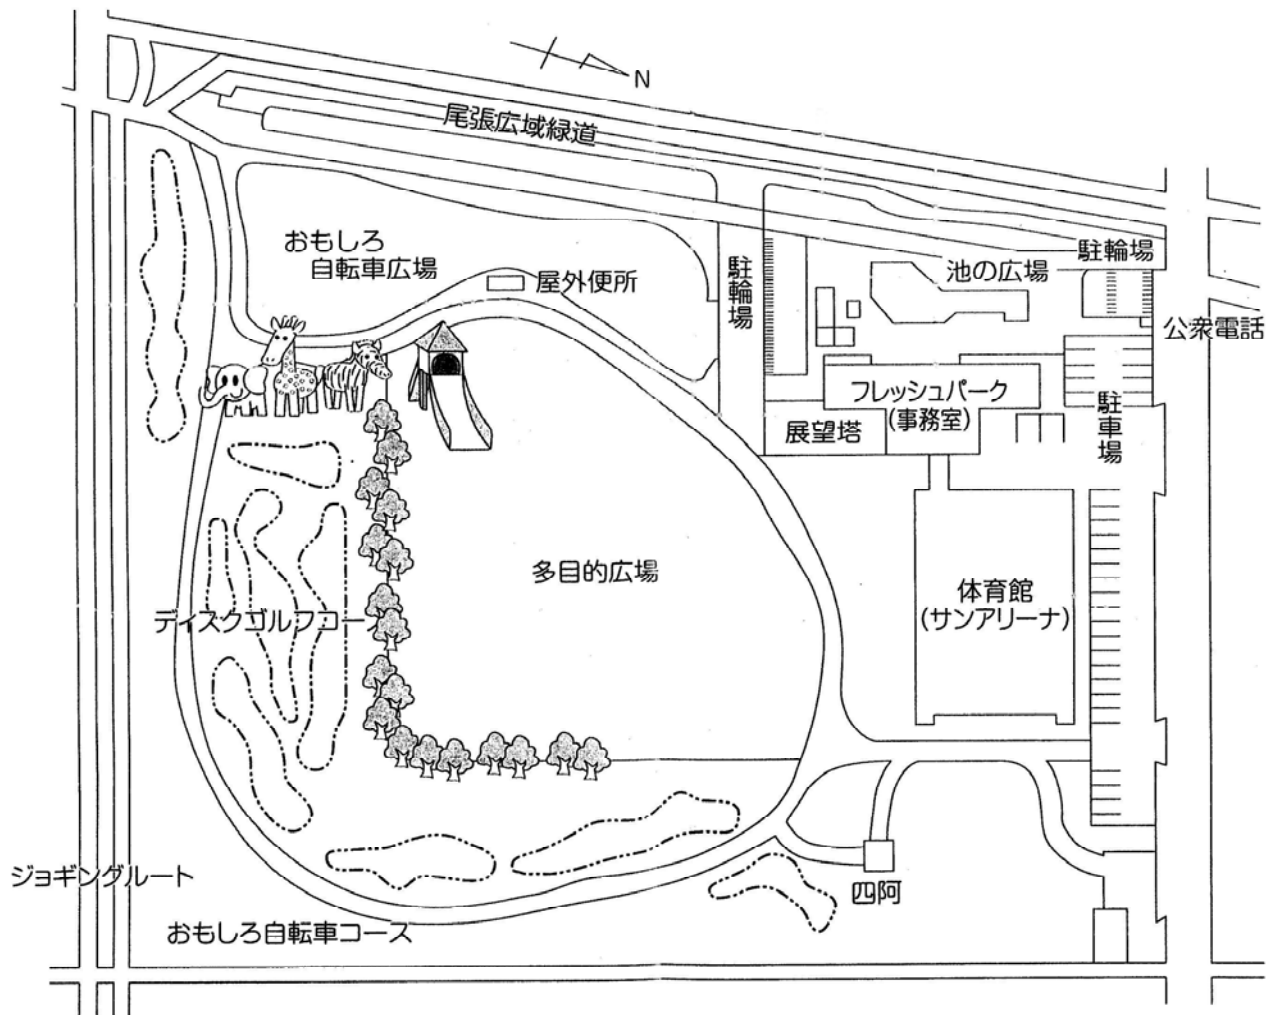 N
尾張広域緑道
おもしろ
自転車広場
屋外便所
駐輪場
池の広場
駐輪場
公衆電話
フレッシュパーク
(事務室)
展望塔
駐車場
多目的広場
体育館
(サンアリーナ)
ディスクゴルフコー
ジョギングルート
四阿
おもしろ自転車コース